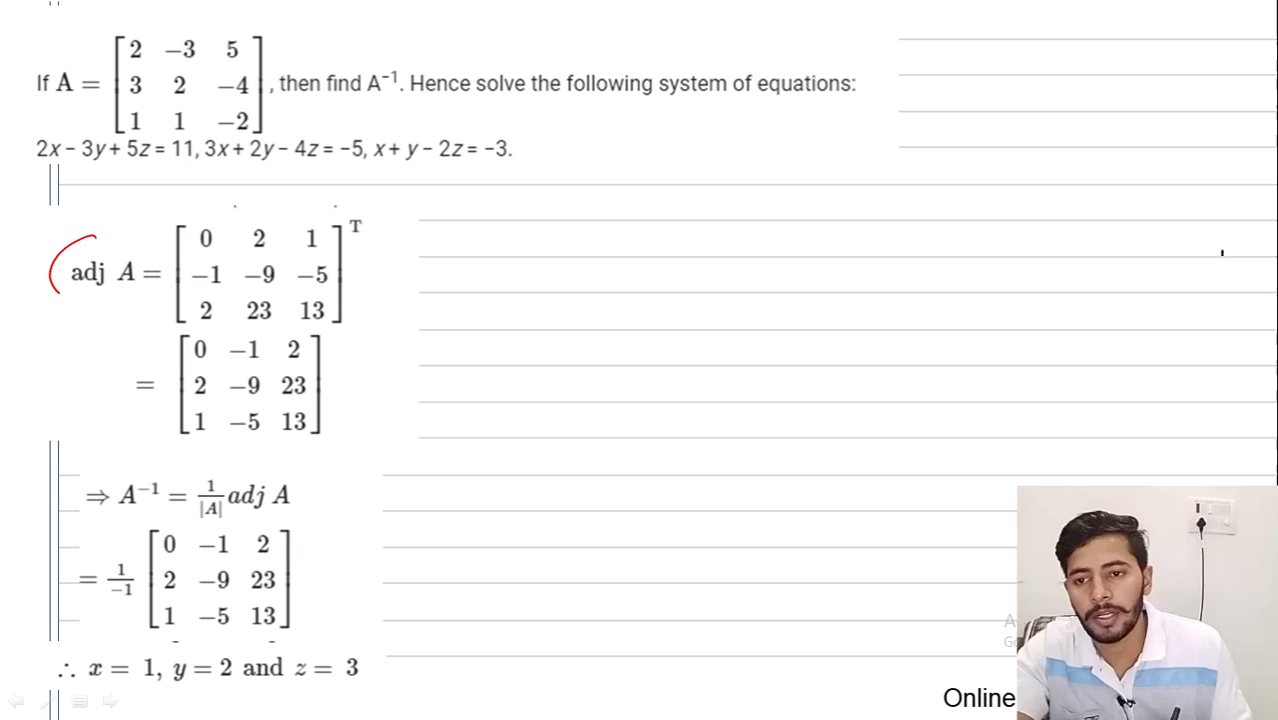 If A = [2 −3 5
3 2 −4
1 1 −2], then find A⁻¹. Hence solve the following system of equations:
2x − 3y + 5z = 11, 3x + 2y − 4z = −5, x + y − 2z = −3.
adj A = [0 2 1
−1 −9 −5
2 23 13]ᵀ
= [0 −1 2
2 −9 23
1 −5 13]
⇒ A⁻¹ = 1/|A| adj A
= 1/−1 [0 −1 2
2 −9 23
1 −5 13]
∴ x = 1, y = 2 and z = 3
Online